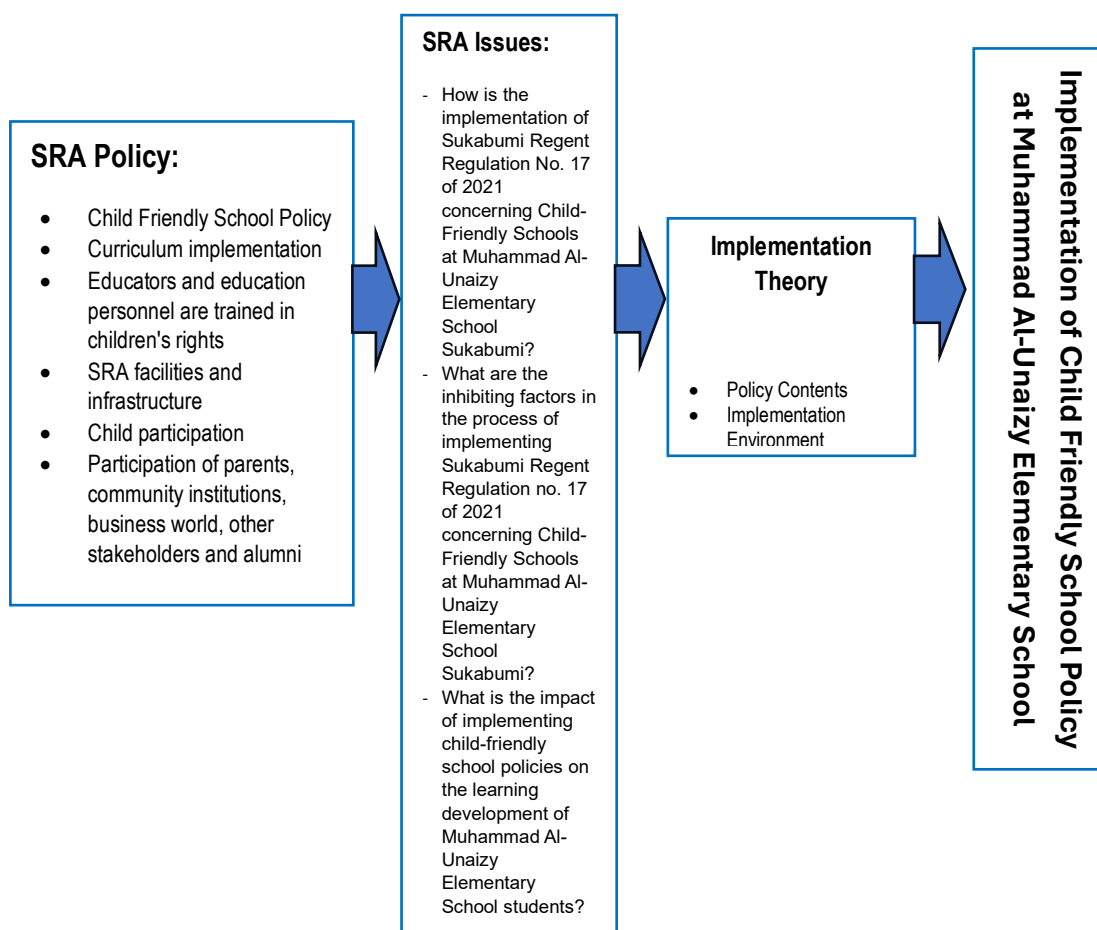 SRA Policy:
• Child Friendly School Policy
• Curriculum implementation
• Educators and education
personnel are trained in
children's rights
• SRA facilities and
infrastructure
• Child participation
• Participation of parents,
community institutions,
business world, other
stakeholders and alumni
SRA Issues:
- How is the
implementation of
Sukabumi Regent
Regulation No. 17
of 2021
concerning Child-
Friendly Schools
at Muhammad Al-
Unaizy
Elementary
School
Sukabumi?
- What are the
inhibiting factors in
the process of
implementing
Sukabumi Regent
Regulation no. 17
of 2021
concerning Child-
Friendly Schools
at Muhammad Al-
Unaizy
Elementary
School
Sukabumi?
- What is the impact
of implementing
child-friendly
school policies on
the learning
development of
Muhammad Al-
Unaizy
Elementary
School students?
Implementation
Theory
• Policy Contents
• Implementation
Environment
Implementation of Child Friendly School Policy
at Muhammad Al-Unaizy Elementary School